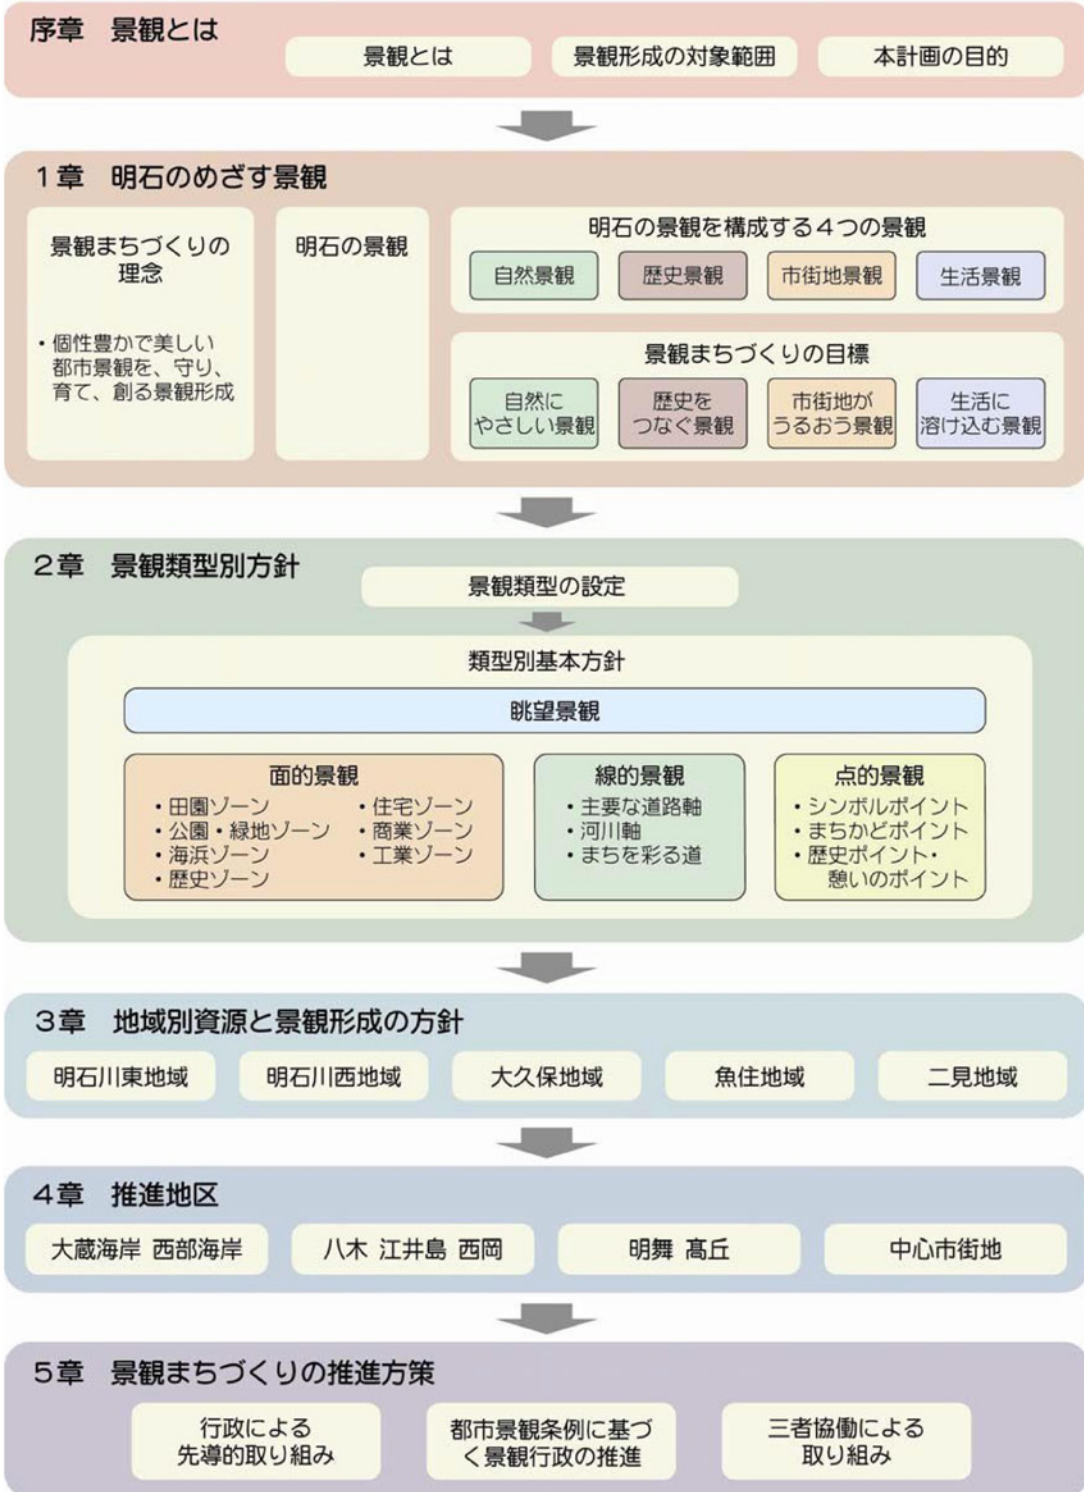 序章　景観とは
景観とは
景観形成の対象範囲
本計画の目的
１章　明石のめざす景観
景観まちづくりの
理念
・個性豊かで美しい
都市景観を、守り、
育て、創る景観形成
明石の景観
明石の景観を構成する４つの景観
自然景観
歴史景観
市街地景観
生活景観
景観まちづくりの目標
自然に
やさしい景観
歴史を
つなぐ景観
市街地が
うるおう景観
生活に
溶け込む景観
２章　景観類型別方針
景観類型の設定
類型別基本方針
眺望景観
面的景観
・田園ゾーン
・公園・緑地ゾーン
・海浜ゾーン
・歴史ゾーン
・住宅ゾーン
・商業ゾーン
・工業ゾーン
線的景観
・主要な道路軸
・河川軸
・まちを彩る道
点的景観
・シンボルポイント
・まちかどポイント
・歴史ポイント・
憩いのポイント
３章　地域別資源と景観形成の方針
明石川東地域
明石川西地域
大久保地域
魚住地域
二見地域
４章　推進地区
大蔵海岸 西部海岸
八木 江井島 西岡
明舞 髙丘
中心市街地
５章　景観まちづくりの推進方策
行政による
先導的取り組み
都市景観条例に基づ
く景観行政の推進
三者協働による
取り組み